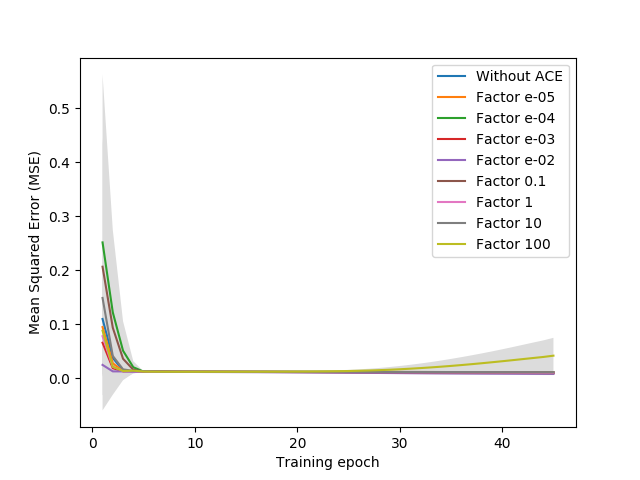 Without ACE
Factor e-05
Factor e-04
Factor e-03
Factor e-02
Factor 0.1
Factor 1
Factor 10
Factor 100
Mean Squared Error (MSE)
0.5
0.4
0.3
0.2
0.1
0.0
0 10 20 30 40
Training epoch